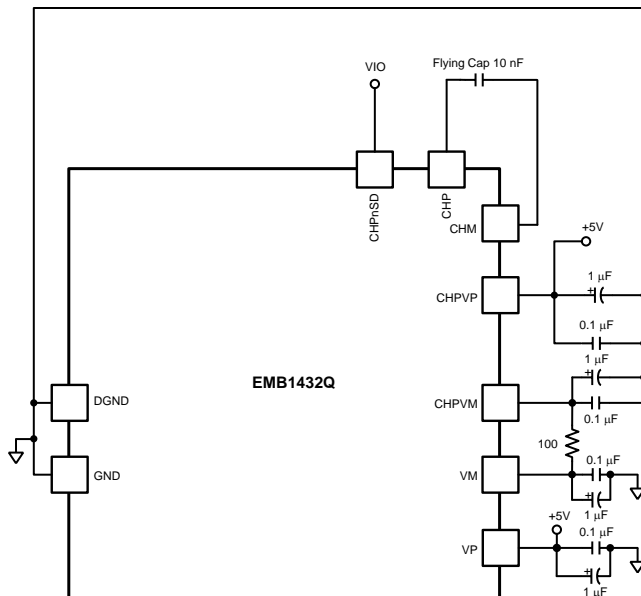 VIO
Flying Cap 10 nF
CHPnSD
CHP
CHM
+5V
CHPVP
+
1 µF
0.1 µF
1 µF
+
EMB1432Q
CHPVM
0.1 µF
DGND
100
GND
VM
0.1 µF
+
1 µF
+5V
0.1 µF
VP
+
1 µF